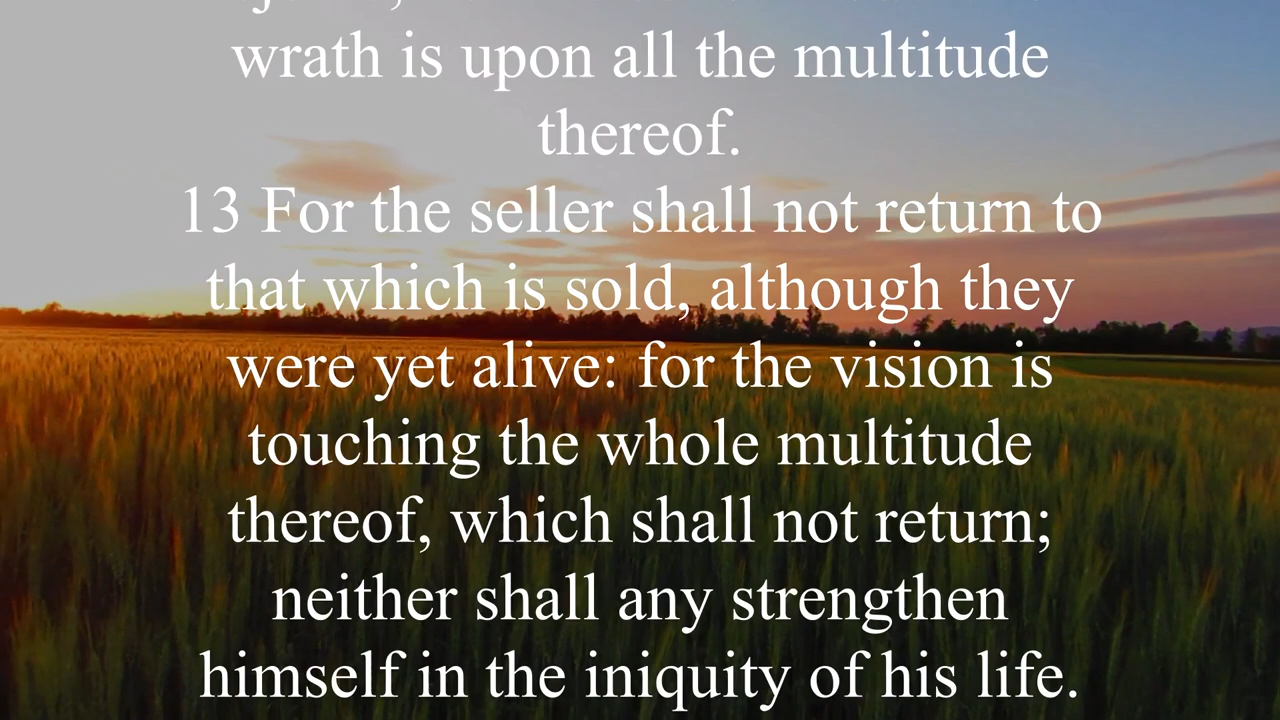 wrath is upon all the multitude
thereof.
13 For the seller shall not return to
that which is sold, although they
were yet alive: for the vision is
touching the whole multitude
thereof, which shall not return;
neither shall any strengthen
himself in the iniquity of his life.